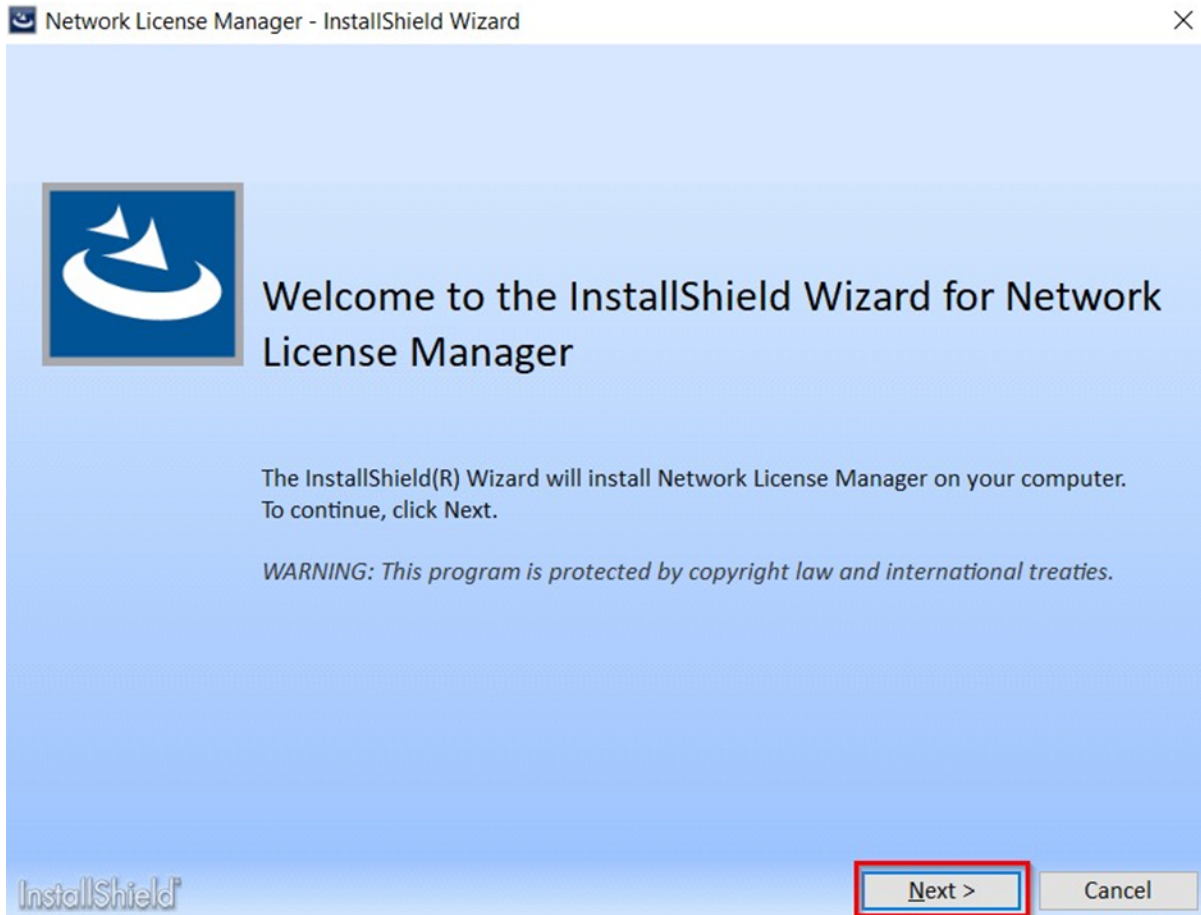 Network License Manager - InstallShield Wizard
Welcome to the InstallShield Wizard for Network
License Manager
The InstallShield(R) Wizard will install Network License Manager on your computer.
To continue, click Next.
WARNING: This program is protected by copyright law and international treaties.
InstallShield
Next >
Cancel